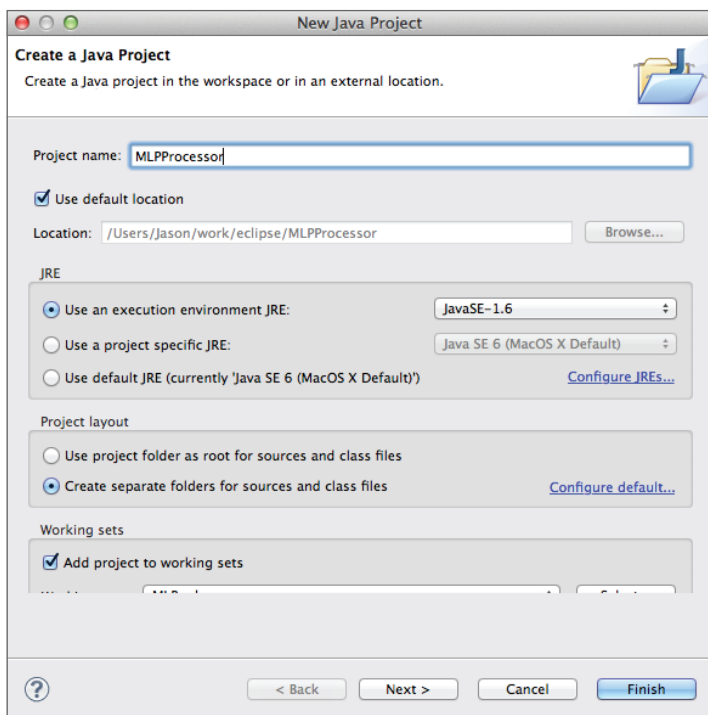 New Java Project
Create a Java Project
Create a Java project in the workspace or in an external location.
Project name: MLPProcessor
Use default location
Location: /Users/Jason/work/eclipse/MLPProcessor Browse...
JRE
Use an execution environment JRE: JavaSE-1.6
Use a project specific JRE: Java SE 6 (MacOS X Default)
Use default JRE (currently 'Java SE 6 (MacOS X Default)') Configure JREs...
Project layout
Use project folder as root for sources and class files
Create separate folders for sources and class files Configure default...
Working sets
Add project to working sets
? < Back Next > Cancel Finish